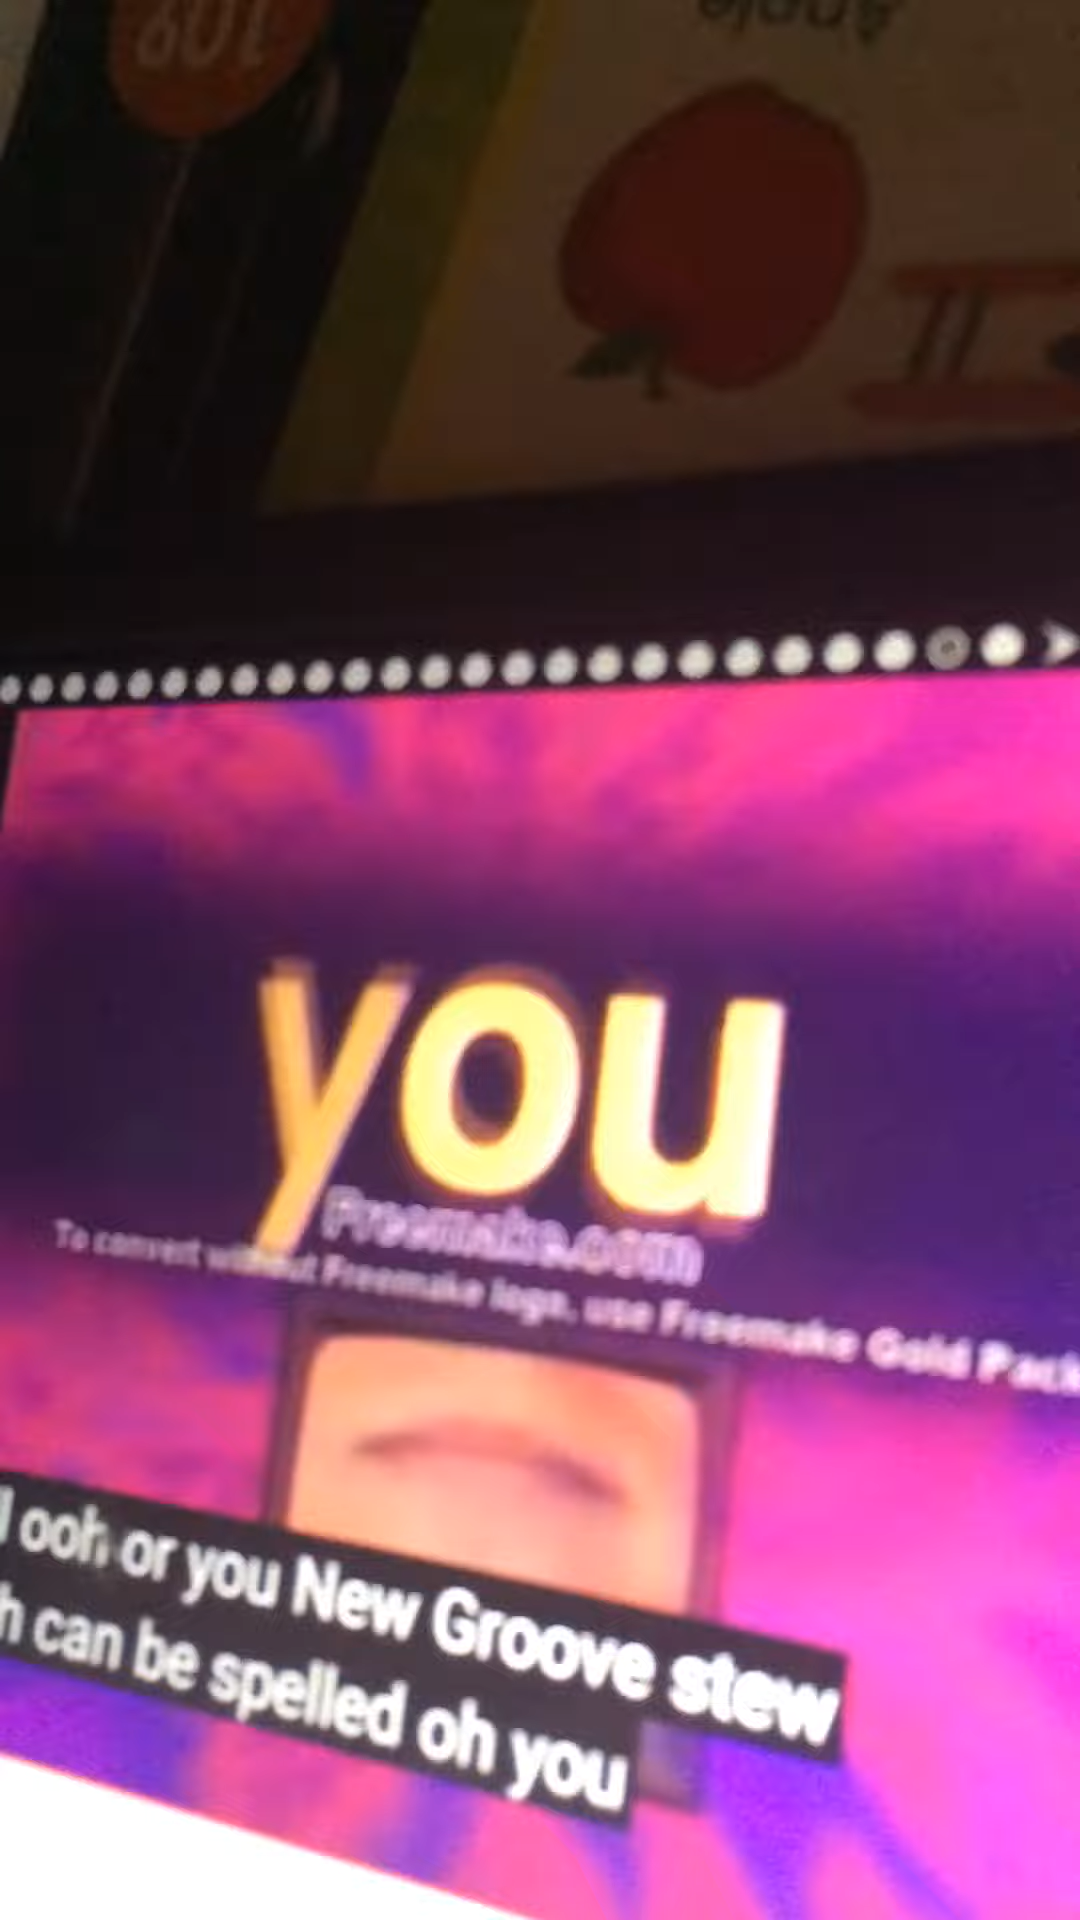 apple
you
Freemake.com
To convert without Freemake logo, use Freemake Gold Pack
ooh or you New Groove stew
can be spelled oh you